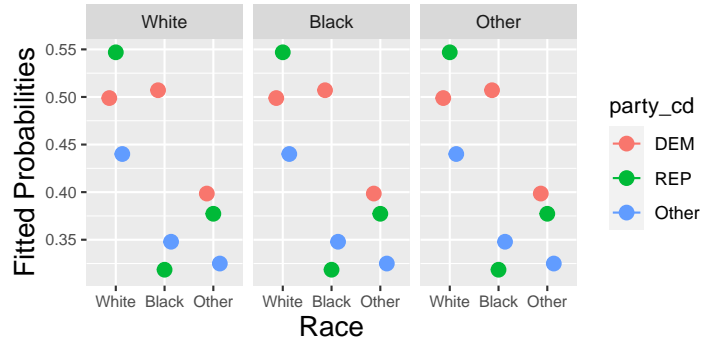 White Black Other
Fitted Probabilities
0.55
0.50
0.45
0.40
0.35
White Black Other White Black Other White Black Other
Race
party_cd
DEM
REP
Other